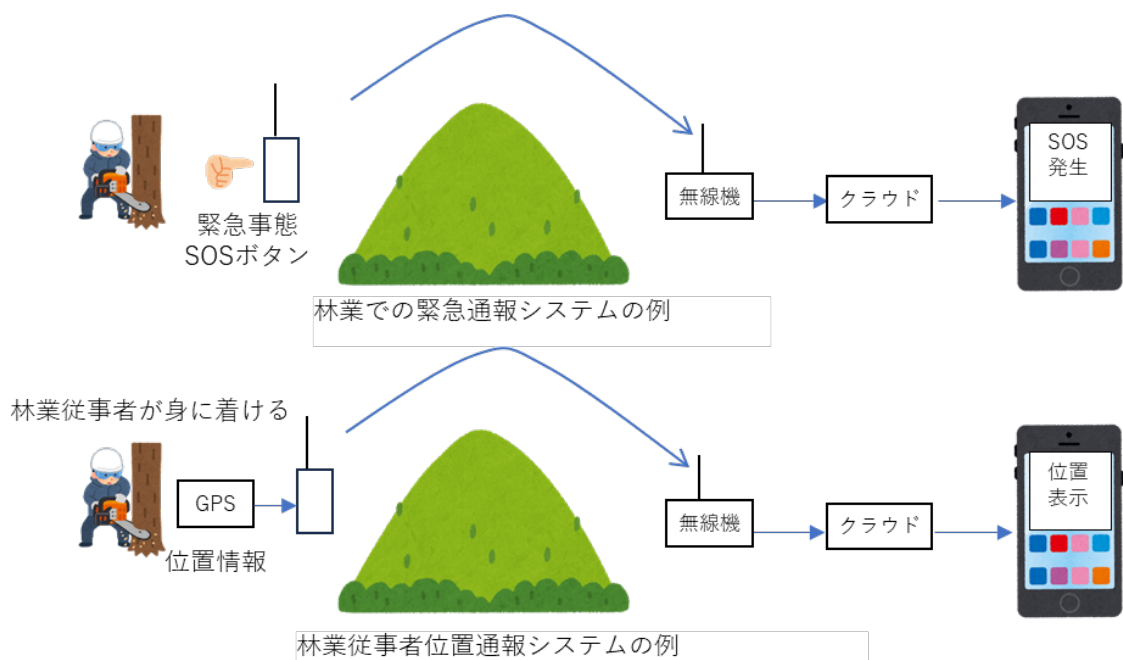 SOS
発生
無線機
クラウド
緊急事態
SOSボタン
林業での緊急通報システムの例
林業従事者が身に着ける
GPS
位置情報
無線機
クラウド
位置
表示
林業従事者位置通報システムの例